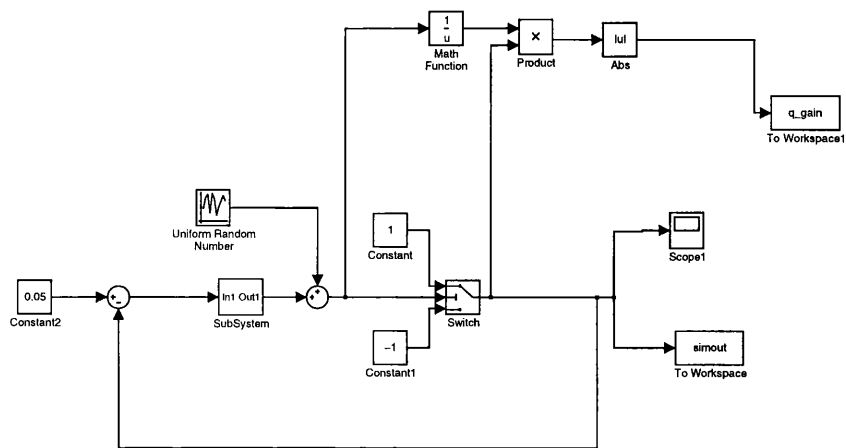 1
u
Math
Function
×
Product
|u|
Abs
q_gain
To Workspace1
Uniform Random
Number
1
Constant
Scope1
0.05
Constant2
+
-
In1 Out1
SubSystem
+
+
Switch
-1
Constant1
simout
To Workspace